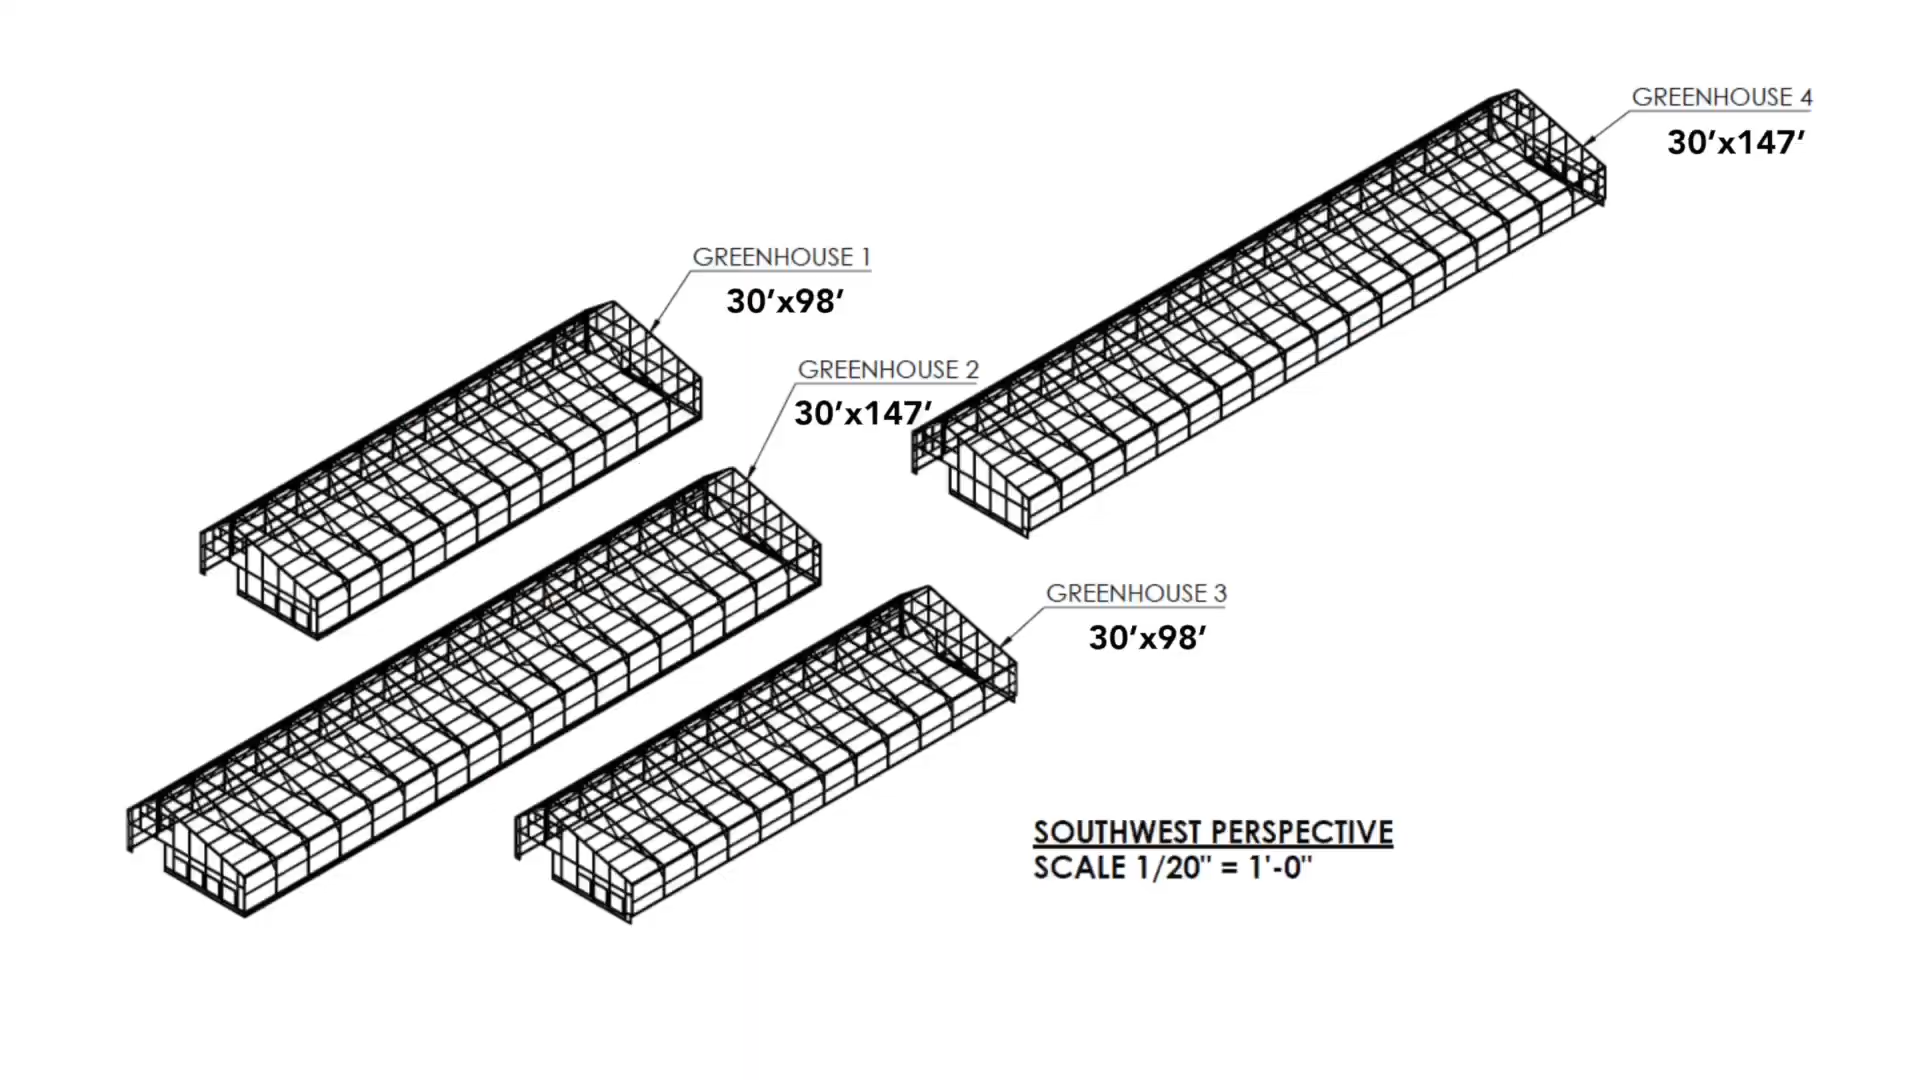 GREENHOUSE 4
30’x147’
GREENHOUSE 1
30’x98’
GREENHOUSE 2
30’x147’
GREENHOUSE 3
30’x98’
SOUTHWEST PERSPECTIVE
SCALE 1/20" = 1'-0"